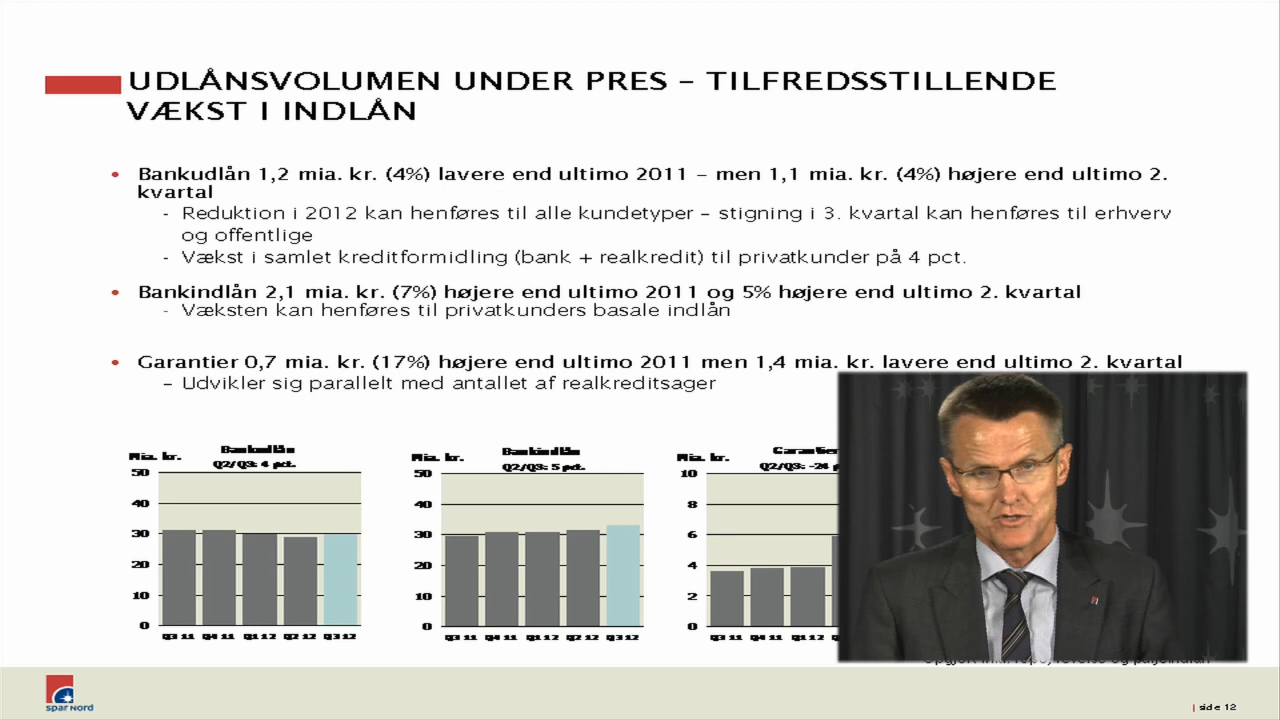 UDLÅNSVOLUMEN UNDER PRES – TILFREDSSTILLENDE
VÆKST I INDLÅN
• Bankudlån 1,2 mia. kr. (4%) lavere end ultimo 2011 – men 1,1 mia. kr. (4%) højere end ultimo 2.
kvartal
- Reduktion i 2012 kan henføres til alle kundetyper – stigning i 3. kvartal kan henføres til erhverv
og offentlige
- Vækst i samlet kreditformidling (bank + realkredit) til privatkunder på 4 pct.
• Bankindlån 2,1 mia. kr. (7%) højere end ultimo 2011 og 5% højere end ultimo 2. kvartal
- Væksten kan henføres til privatkunders basale indlån
• Garantier 0,7 mia. kr. (17%) højere end ultimo 2011 men 1,4 mia. kr. lavere end ultimo 2. kvartal
– Udvikler sig parallelt med antallet af realkreditsager
Mia. kr.
Bankudlån
Q2/Q3: 4 pct.
50
40
30
20
10
0
Q3 11 Q4 11 Q1 12 Q2 12 Q3 12
Mia. kr.
Bankindlån
Q2/Q3: 5 pct.
50
40
30
20
10
0
Q3 11 Q4 11 Q1 12 Q2 12 Q3 12
Mia. kr.
Garantier
Q2/Q3: -24
10
8
6
4
2
0
Q3 11 Q4 11 Q1 12
og
Spar Nord
| side 12